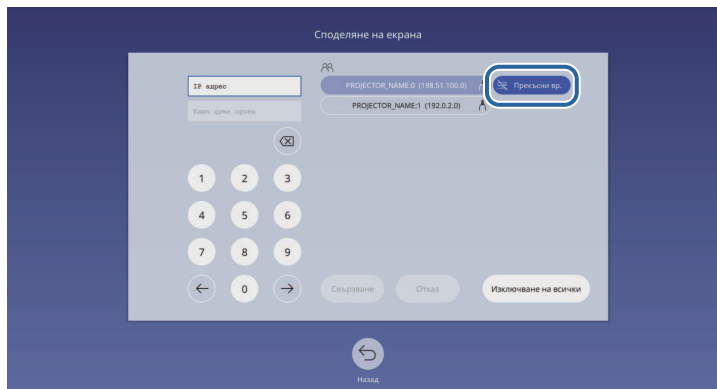 Споделяне на екрана
IP адрес
Ключ дума проек
PROJECTOR_NAME:0 (198.51.100.0)
Прекъсни вр.
PROJECTOR_NAME:1 (192.0.2.0)
1 2 3
4 5 6
7 8 9
0
Свързване Отказ Изключване на всички
Назад